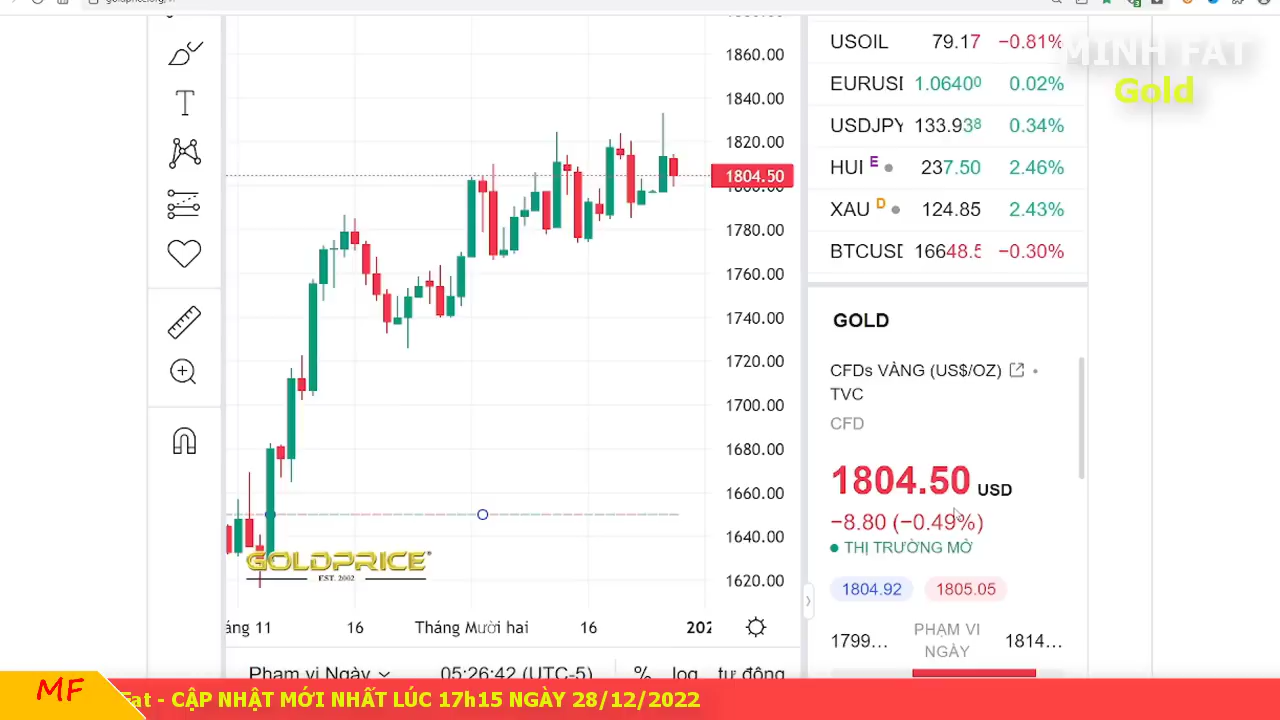 USOIL 79.17 −0.81%
MINH FAT
Gold
EURUSD 1.06400 0.02%
USDJPY 133.938 0.34%
HUI E 237.50 2.46%
XAU D 124.85 2.43%
BTCUSD 16648.5 −0.30%
1860.00
1840.00
1820.00
1804.50
1800.00
1780.00
1760.00
1740.00
1720.00
1700.00
1680.00
1660.00
1640.00
1620.00
GOLD
CFDs VÀNG (US$/OZ)
TVC
CFD
1804.50 USD
−8.80 (−0.49%)
THỊ TRƯỜNG MỞ
1804.92 1805.05
1799... PHẠM VI NGÀY 1814...
GOLDPRICE
EST. 2002
áng 11 16 Tháng Mười hai 16 202
Phạm vi Ngày 05:26:42 (UTC-5) % log tự động
MF
Fat - CẬP NHẬT MỚI NHẤT LÚC 17h15 NGÀY 28/12/2022